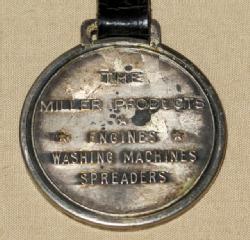 THE
MILLER PRODUCTS
★
★ ENGINES ★
WASHING MACHINES
SPREADERS